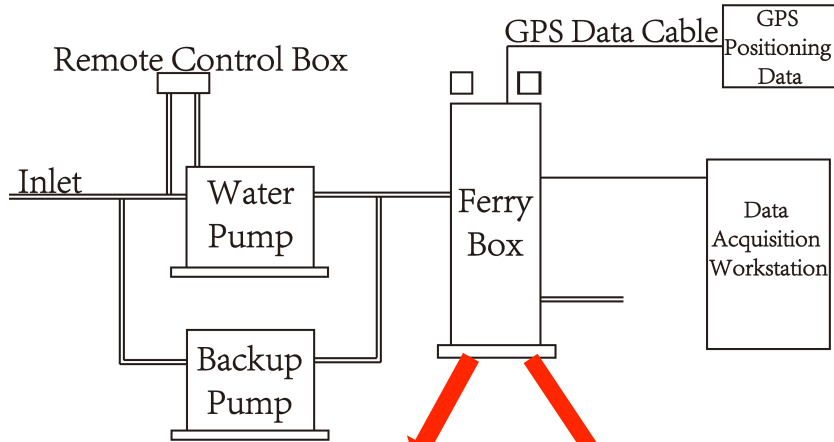 GPS Data Cable
GPS
Positioning
Data
Remote Control Box
Inlet
Water
Pump
Ferry
Box
Data
Acquisition
Workstation
Backup
Pump